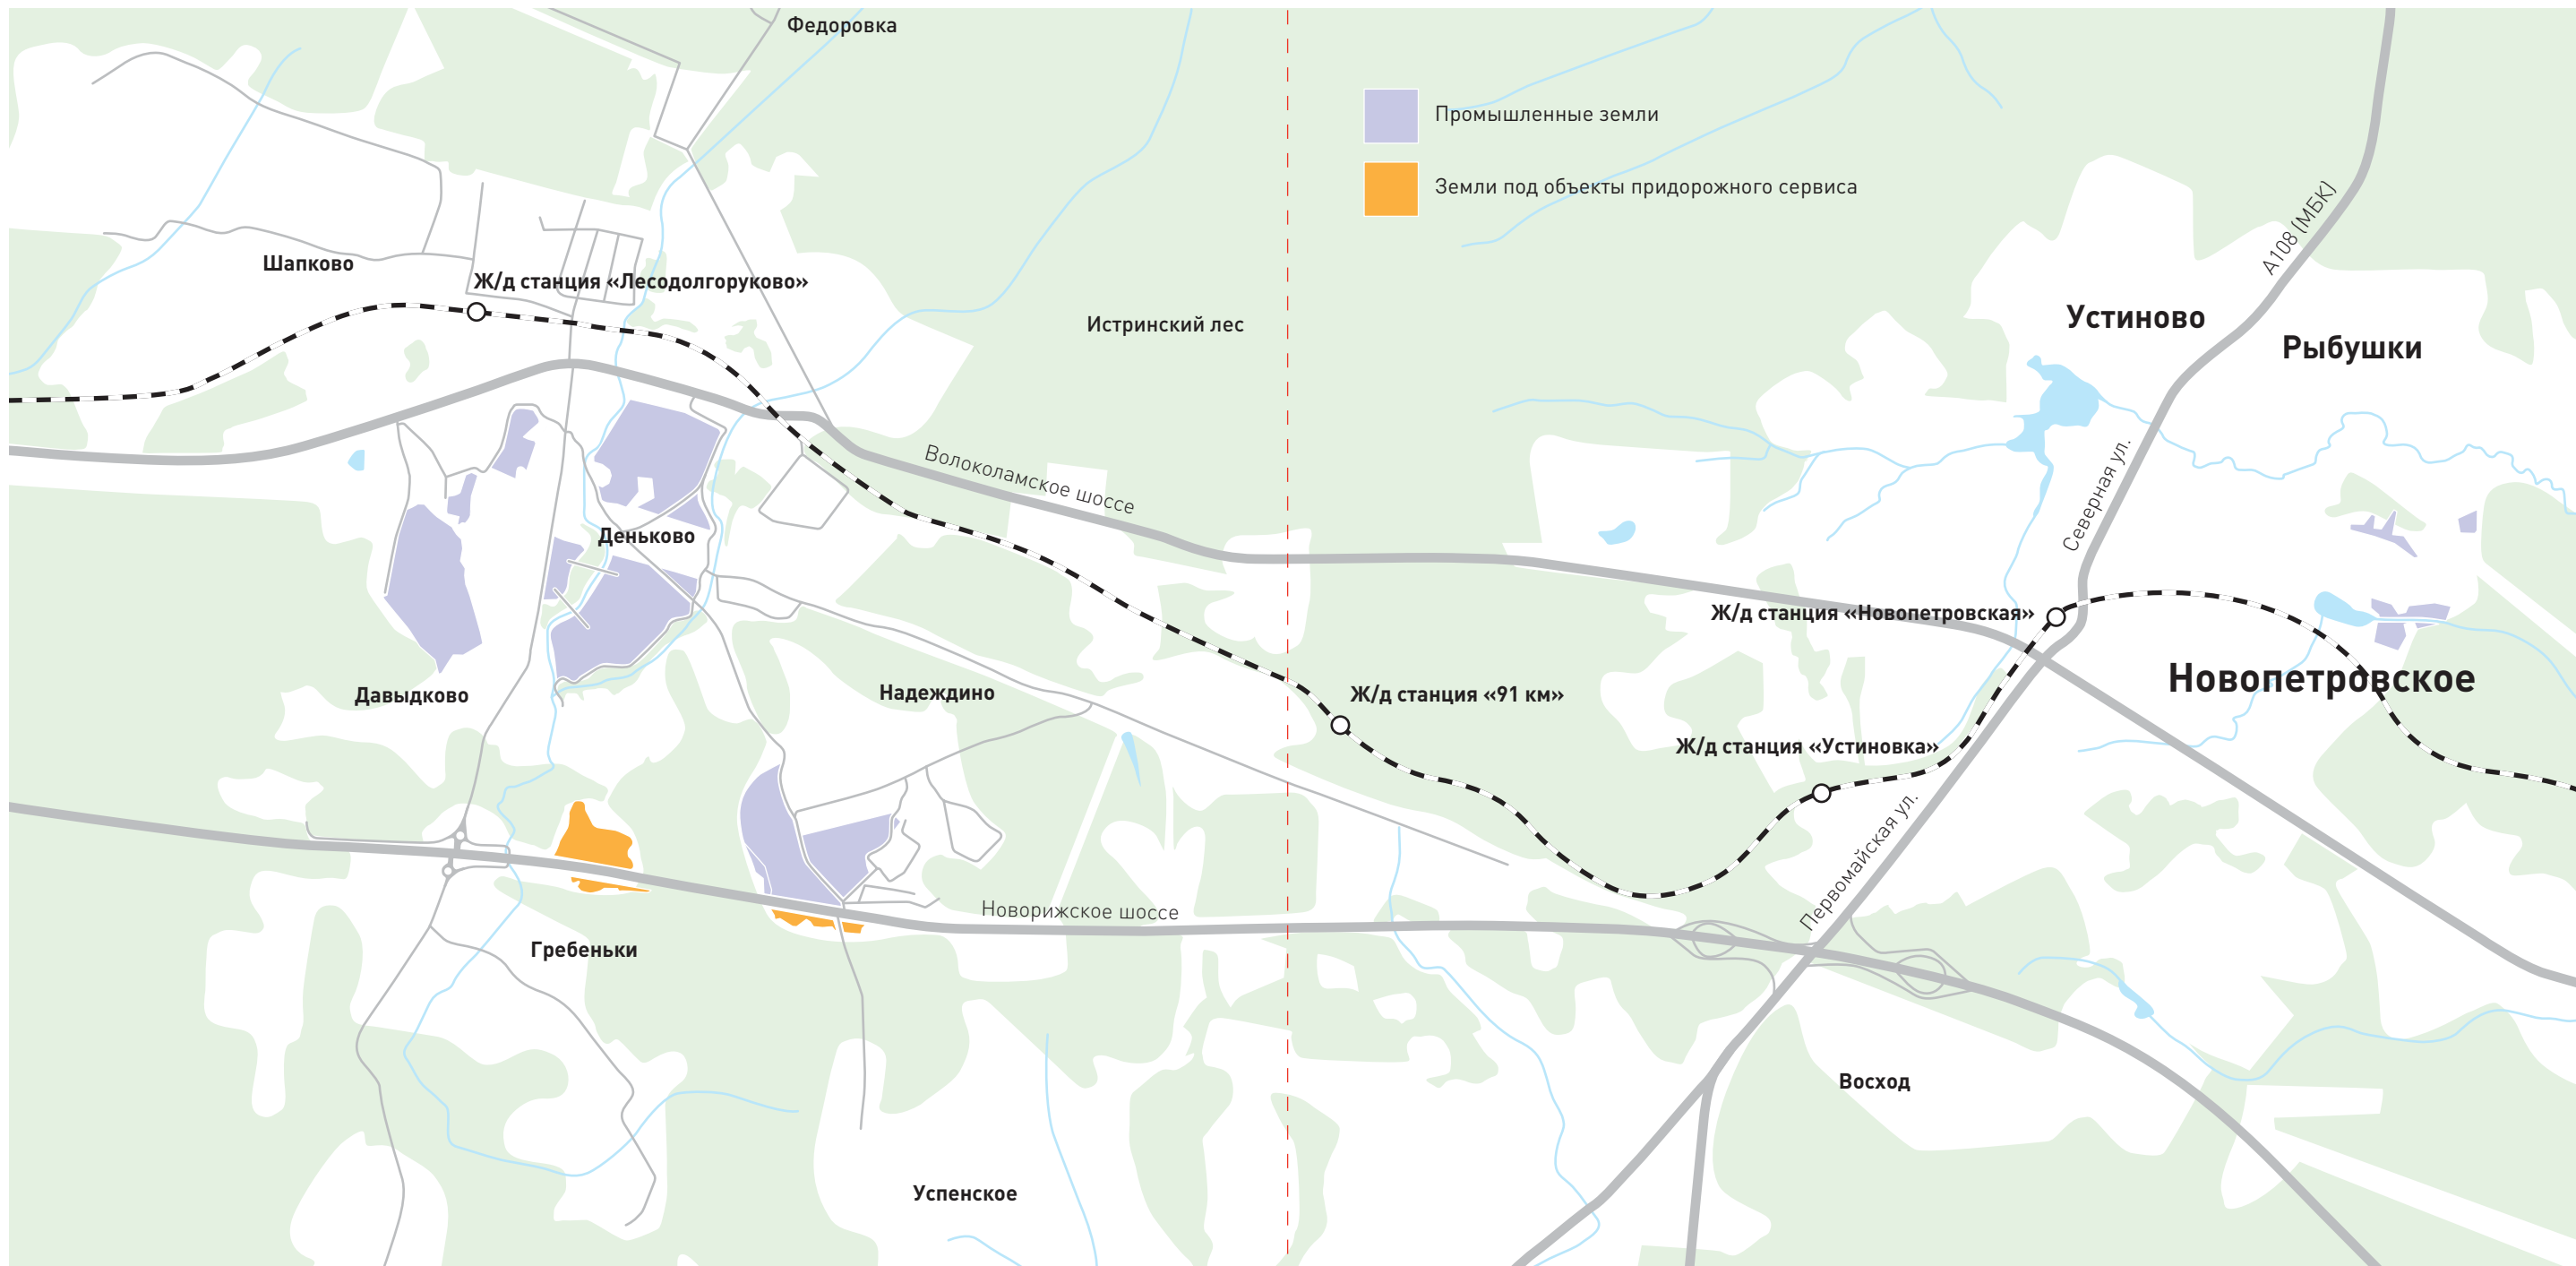 Федоровка
Промышленные земли
Земли под объекты придорожного сервиса
А108 (МБК)
Шапково
Ж/д станция «Лесодолгоруково»
Истринский лес
Устиново
Рыбушки
Волоколамское шоссе
Северная ул.
Деньково
Ж/д станция «Новопетровская»
Новопетровское
Давыдково
Надеждино
Ж/д станция «91 км»
Ж/д станция «Устиновка»
Первомайская ул.
Новорижское шоссе
Гребеньки
Восход
Успенское